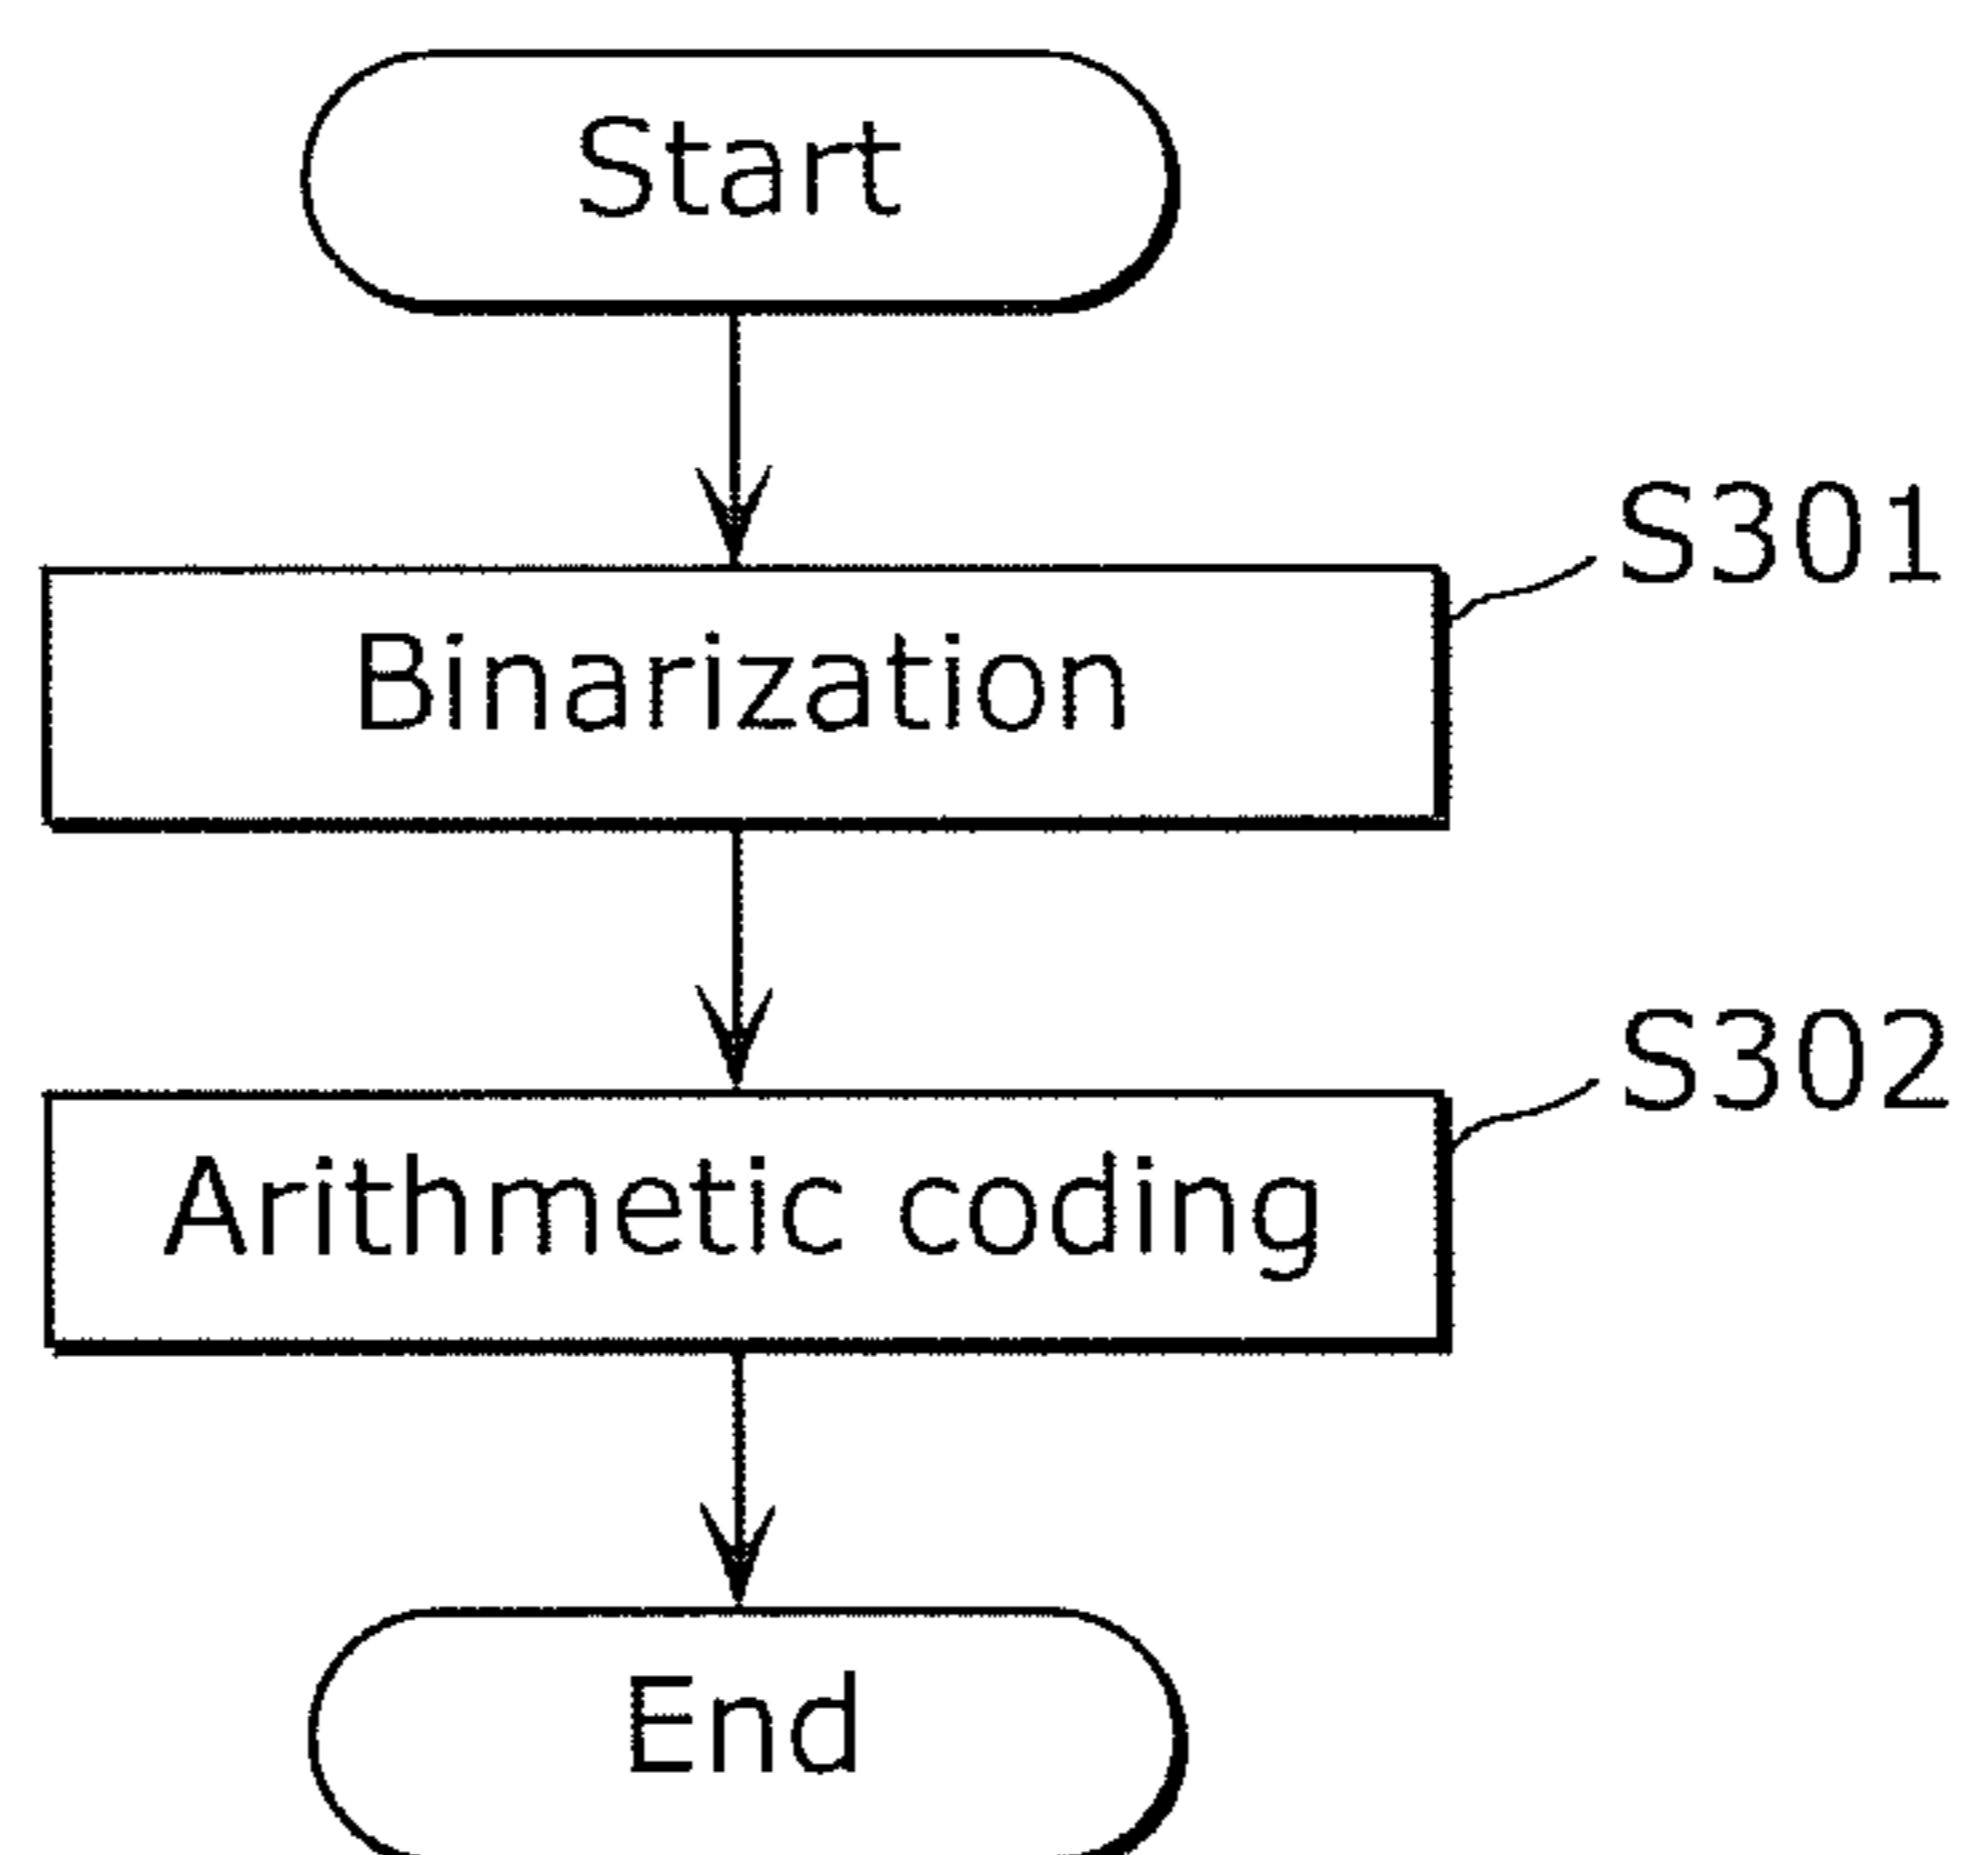 Start
S301
Binarization
S302
Arithmetic coding
End